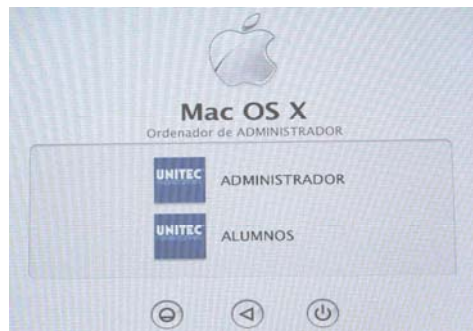 Mac OS X
Ordenador de ADMINISTRADOR
UNITEC
ADMINISTRADOR
UNITEC
ALUMNOS